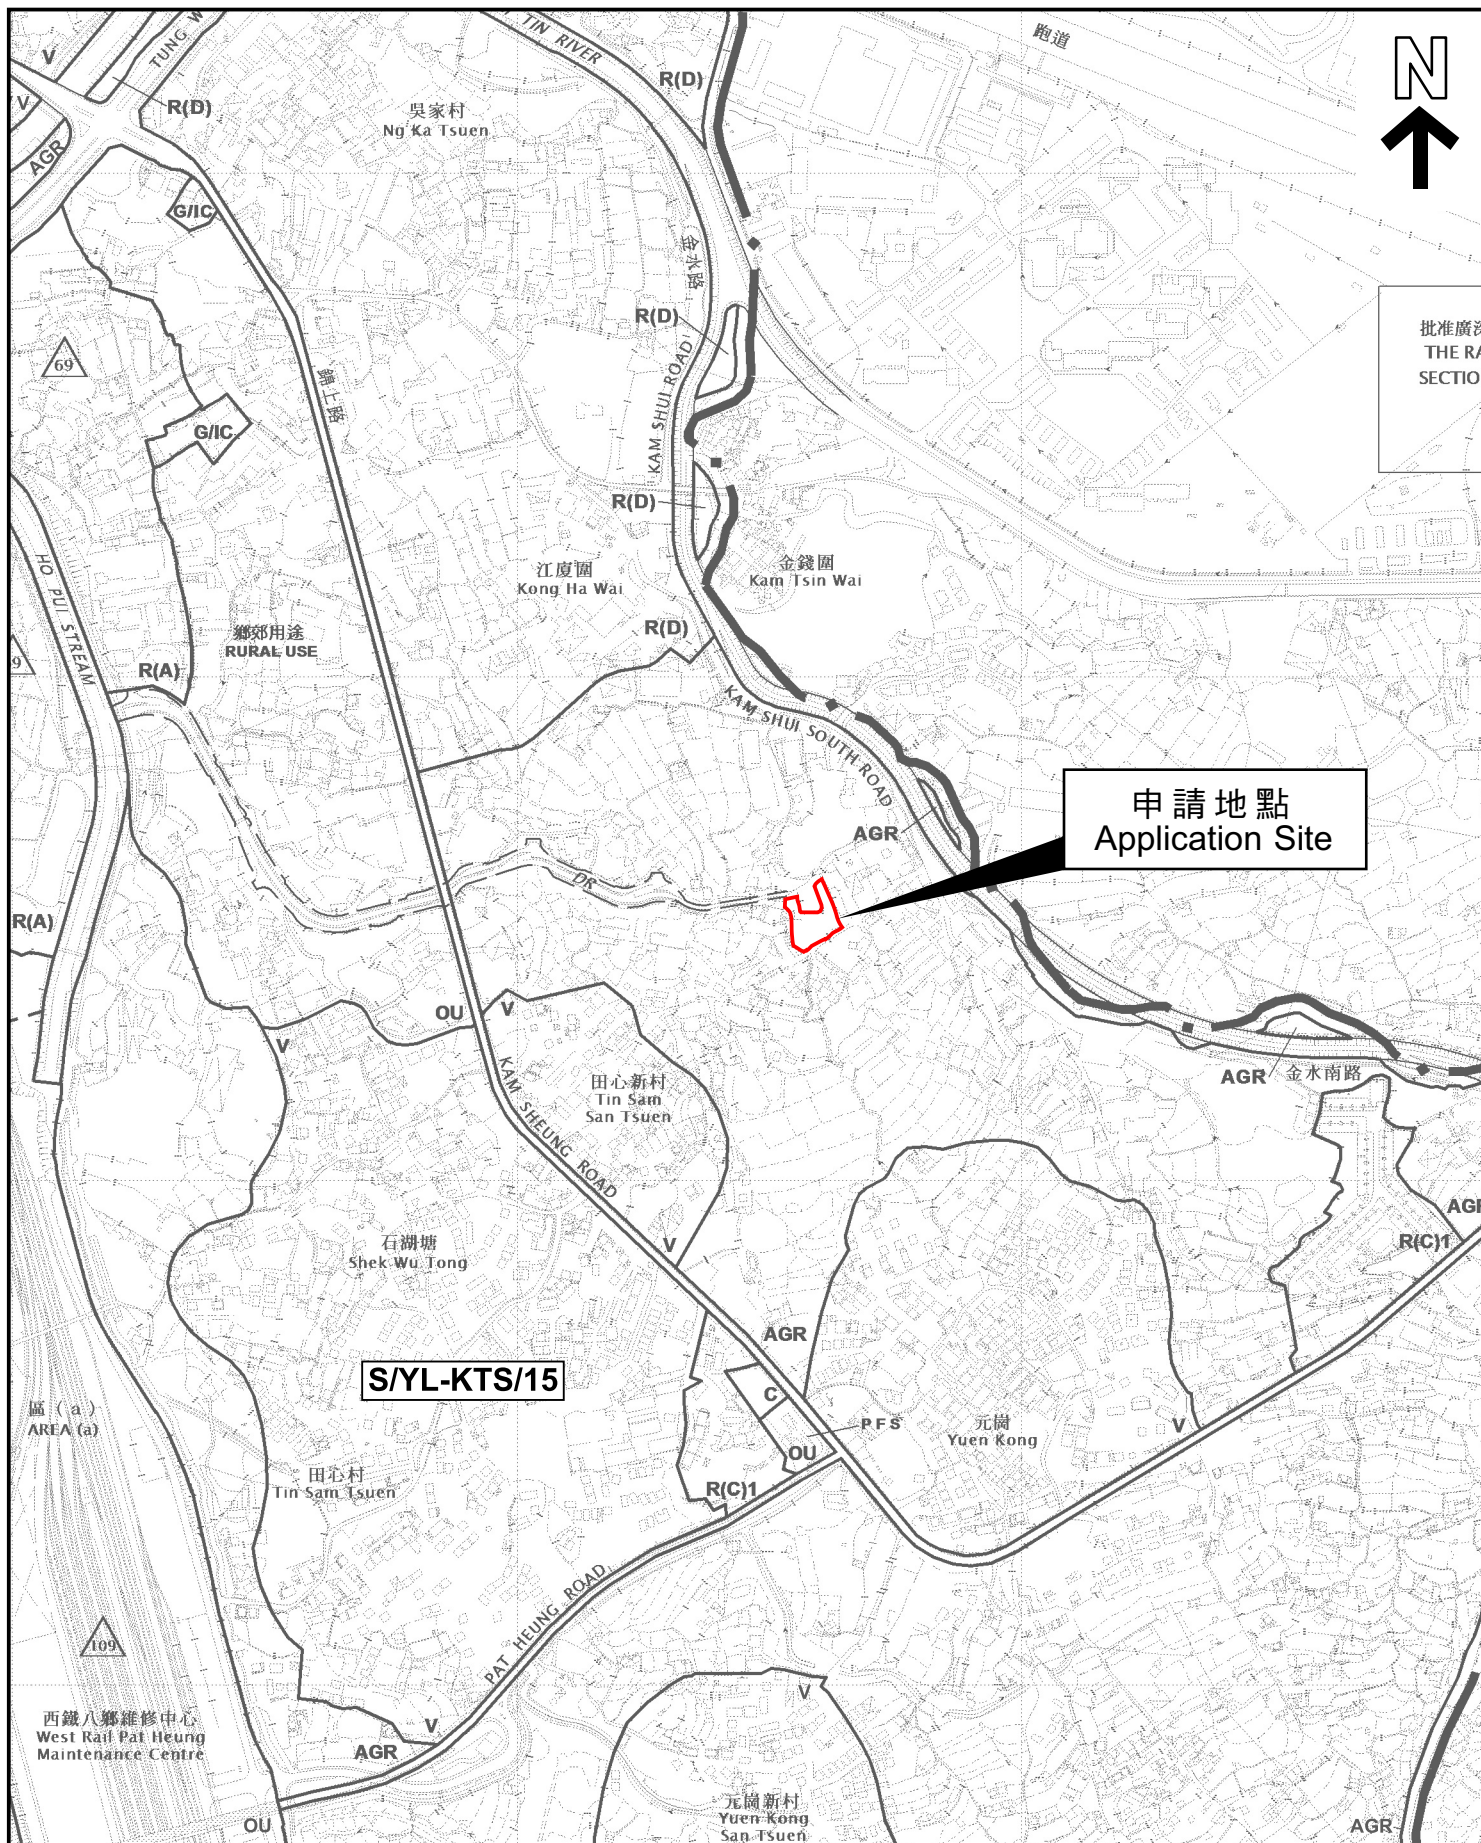 TIN RIVER
跑道
N
V
TUNG W
R(D)
R(D)
V
AGR
吳家村
Ng Ka Tsuen
G/IC
金水路
R(D)
批准廣深
THE RA
SECTIO
KAM SHUI ROAD
69
錦上路
G/IC
R(D)
HO PUI STREAM
江廈圍
Kong Ha Wai
金錢圍
Kam Tsin Wai
鄉郊用途
RURAL USE
R(D)
9
R(A)
KAM SHUI SOUTH ROAD
申請地點
Application Site
AGR
DR
R(A)
OU
V
V
田心新村
Tin Sam
San Tsuen
AGR
金水南路
KAM SHEUNG ROAD
AGR
R(C)1
石湖塘
Shek Wu Tong
V
AGR
S/YL-KTS/15
C
區 ( a )
AREA (a)
PFS
元崗
Yuen Kong
V
OU
田心村
Tin Sam Tsuen
R(C)1
PAT HEUNG ROAD
109
西鐵八鄉維修中心
West Rail Pat Heung
Maintenance Centre
V
V
AGR
元崗新村
Yuen Kong
San Tsuen
OU
AGR